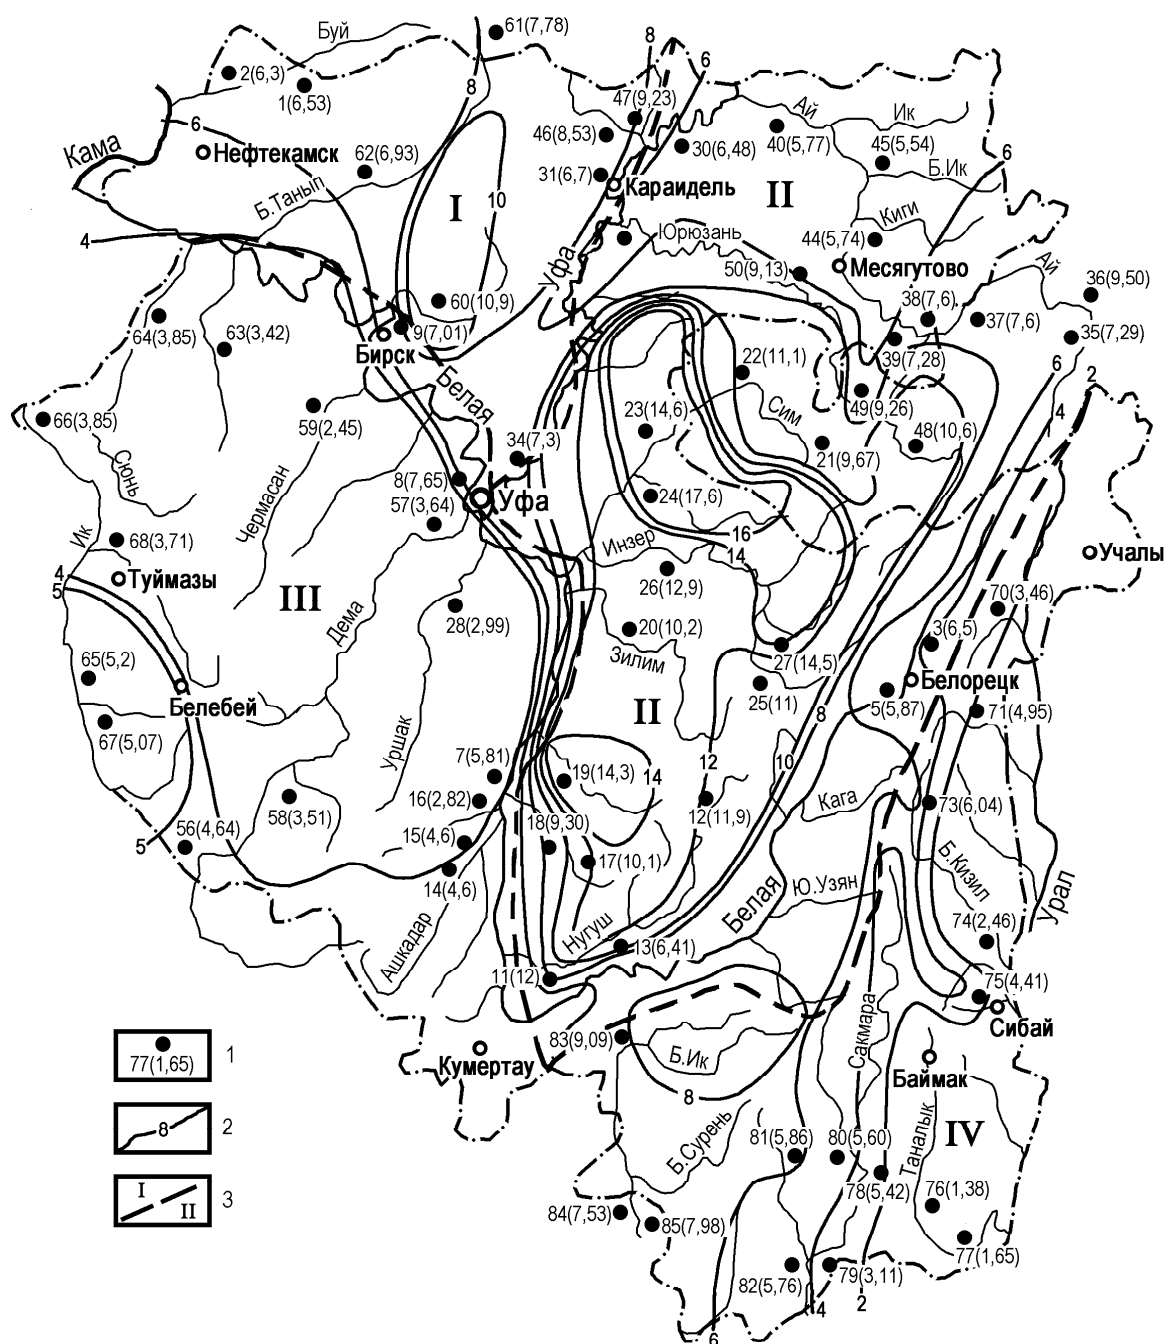 61(7,78)
Буй
8
6
2(6,3)
1(6,53)
8
47(9,23)
Ай
Ик
46(8,53)
30(6,48)
40(5,77)
45(5,54)
6
Кама
6
Нефтекамск
62(6,93)
10
31(6,7)
Караидель
II
Б.Ик
I
Б.Танып
Киги
4
Юрюзань
44(5,74)
Уфа
50(9,13)
Месягутово
Ай
36(9,50)
60(10,9)
38(7,6)
37(7,6)
64(3,85)
63(3,42)
9(7,01)
39(7,28)
35(7,29)
Бирск
22(11,1)
6
2
Белая
23(14,6)
Сим
49(9,26)
4
66(3,85)
59(2,45)
34(7,3)
48(10,6)
21(9,67)
Сюнь
8(7,65)
Уфа
24(17,6)
Чермасан
57(3,64)
16
Ик
68(3,71)
Инзер
14
Учалы
4
Туймазы
26(12,9)
5
III
Дема
28(2,99)
70(3,46)
20(10,2)
3(6,5)
Зилим
27(14,5)
65(5,2)
Белорецк
Белебей
II
25(11)
8
5(5,87)
71(4,95)
67(5,07)
Уршак
7(5,81)
12
10
19(14,3)
14
16(2,82)
Кага
73(6,04)
58(3,51)
18(9,30)
12(11,9)
56(4,64)
15(4,6)
5
17(10,1)
Б.Кизил
14(4,6)
Ю.Узян
Белая
Урал
Ашкадар
Нугуш
74(2,46)
13(6,41)
11(12)
75(4,41)
Сакмара
Сибай
83(9,09)
Кумертау
Б.Ик
Баймак
77(1,65)
1
8
8
2
Таналык
IV
Б.Сурень
81(5,86)
80(5,60)
I
II
3
78(5,42)
76(1,38)
84(7,53)
85(7,98)
77(1,65)
82(5,76)
79(3,11)
4
2
6